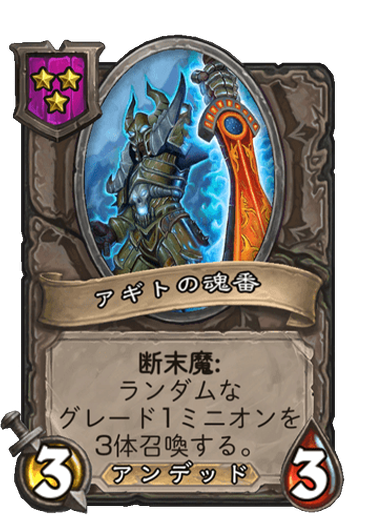 アギトの魂番
断末魔:
ランダムな
グレード1ミニオンを
3体召喚する。
3
アンデッド
3